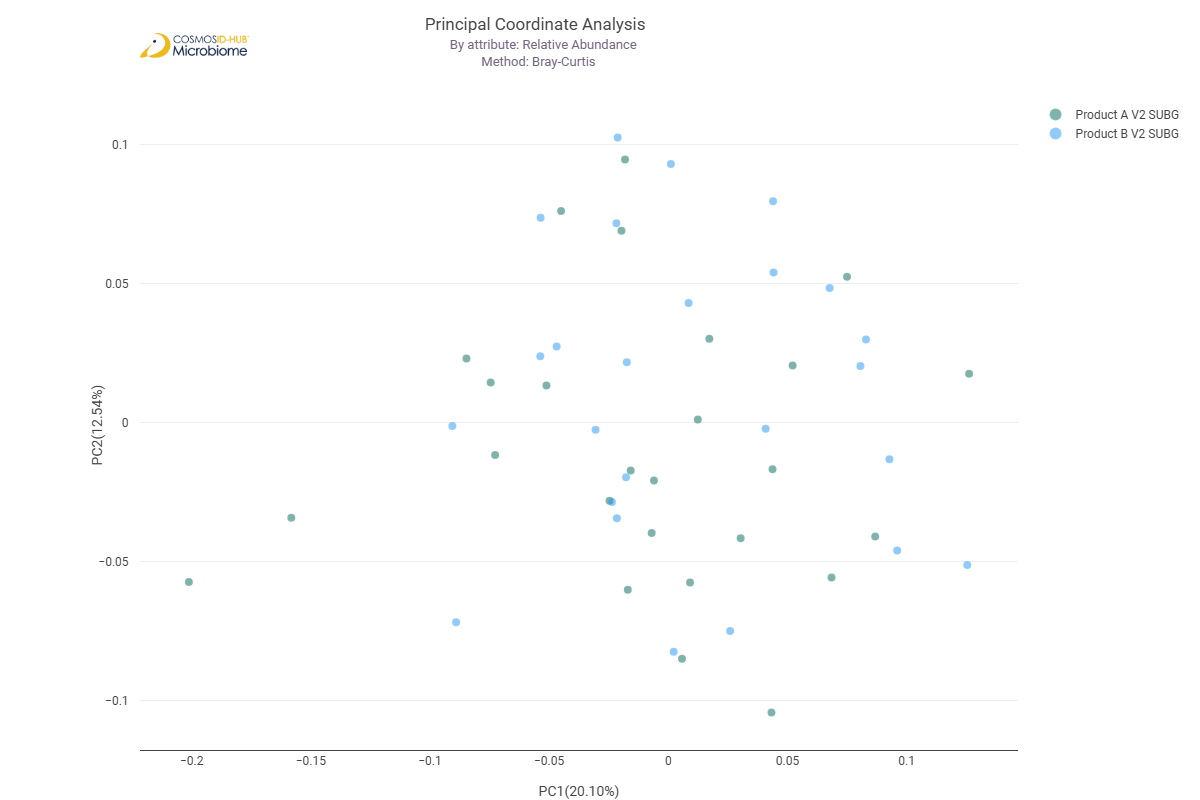 Principal Coordinate Analysis
By attribute: Relative Abundance
Method: Bray-Curtis
COSMOSID-HUB
Microbiome
Product A V2 SUBG
Product B V2 SUBG
0.1
0.05
0
−0.05
−0.1
PC2(12.54%)
−0.2
−0.15
−0.1
−0.05
0
0.05
0.1
PC1(20.10%)